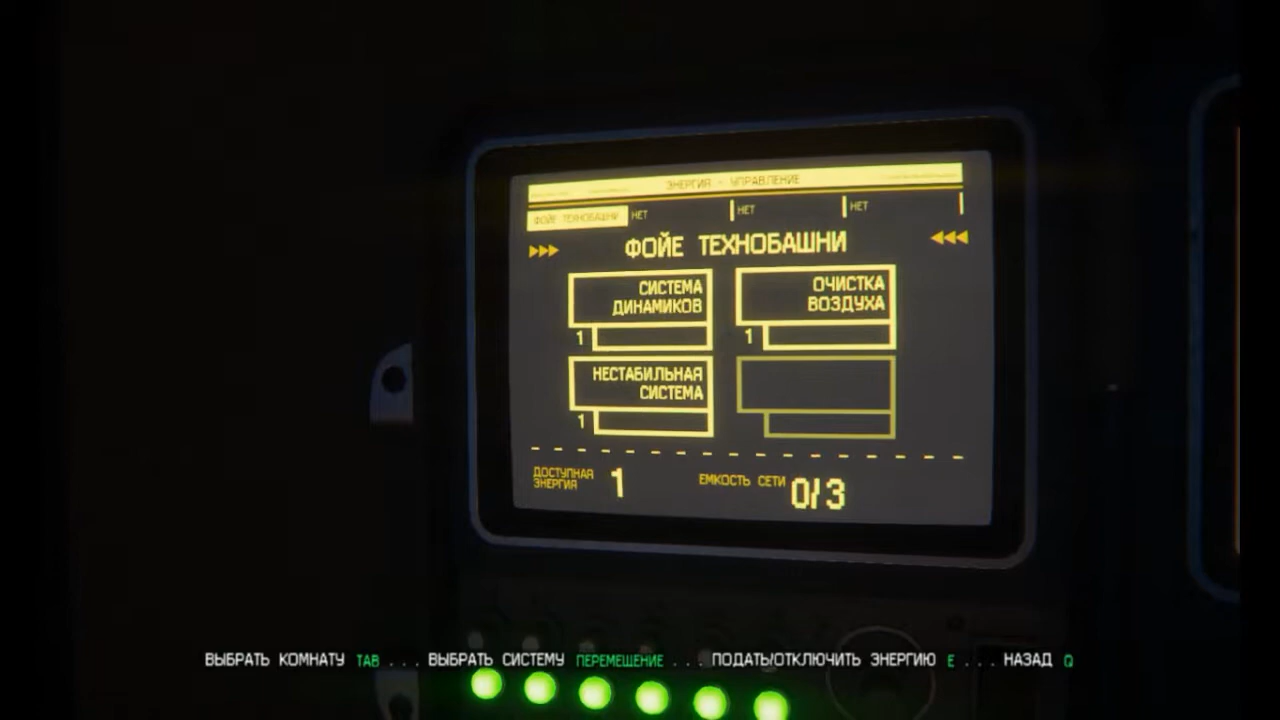 ЭНЕРГИЯ - УПРАВЛЕНИЕ
ФОЙЕ ТЕХНОБАШНИ НЕТ НЕТ НЕТ
ФОЙЕ ТЕХНОБАШНИ
СИСТЕМА
ДИНАМИКОВ
1
ОЧИСТКА
ВОЗДУХА
1
НЕСТАБИЛЬНАЯ
СИСТЕМА
1
ДОСТУПНАЯ
ЭНЕРГИЯ
1
ЕМКОСТЬ СЕТИ 0/3
ВЫБРАТЬ КОМНАТУ TAB ... ВЫБРАТЬ СИСТЕМУ ПЕРЕМЕШЕНИЕ ... ПОДАТЬ/ОТКЛЮЧИТЬ ЭНЕРГИЮ E ... НАЗАД Q